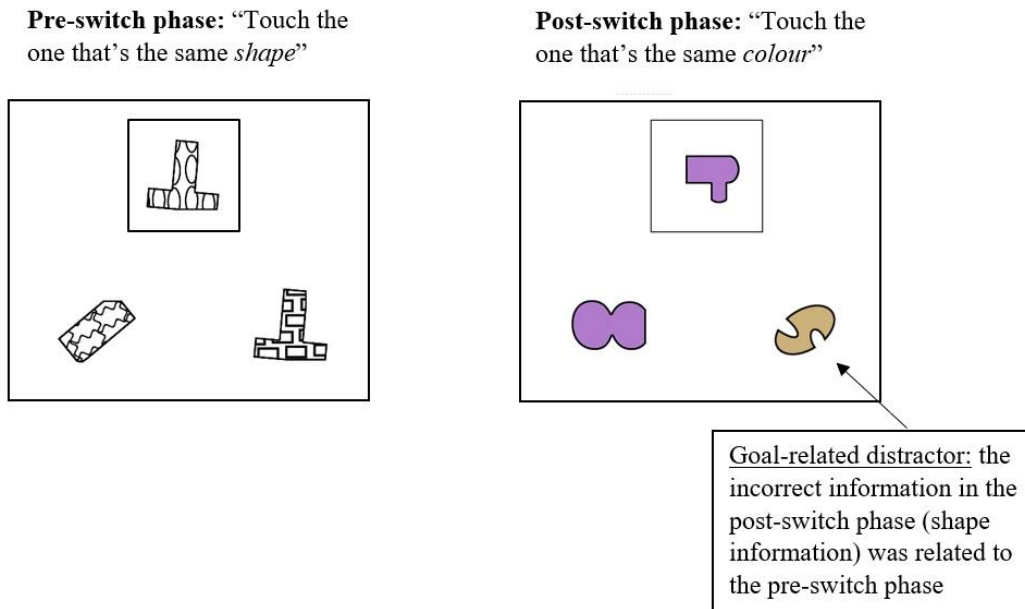 Pre-switch phase: “Touch the
one that’s the same shape”
Post-switch phase: “Touch the
one that’s the same colour”
Goal-related distractor: the
incorrect information in the
post-switch phase (shape
information) was related to
the pre-switch phase